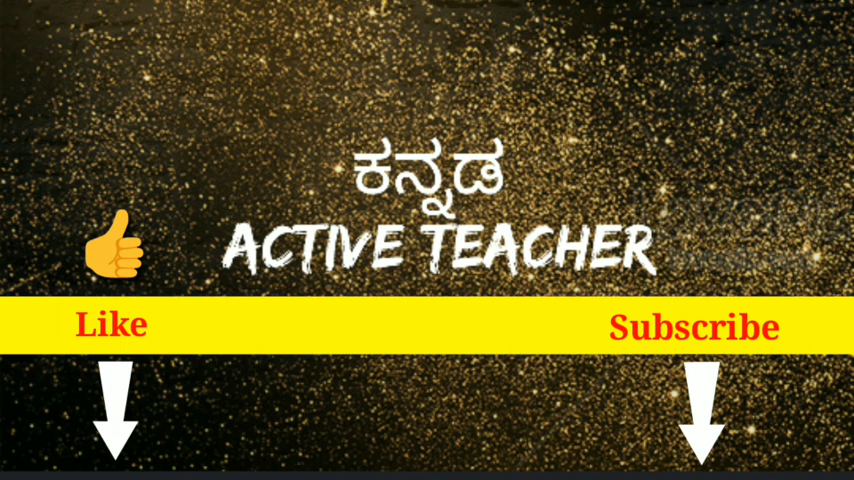 ಕನ್ನಡ
ACTIVE TEACHER
Like
Subscribe